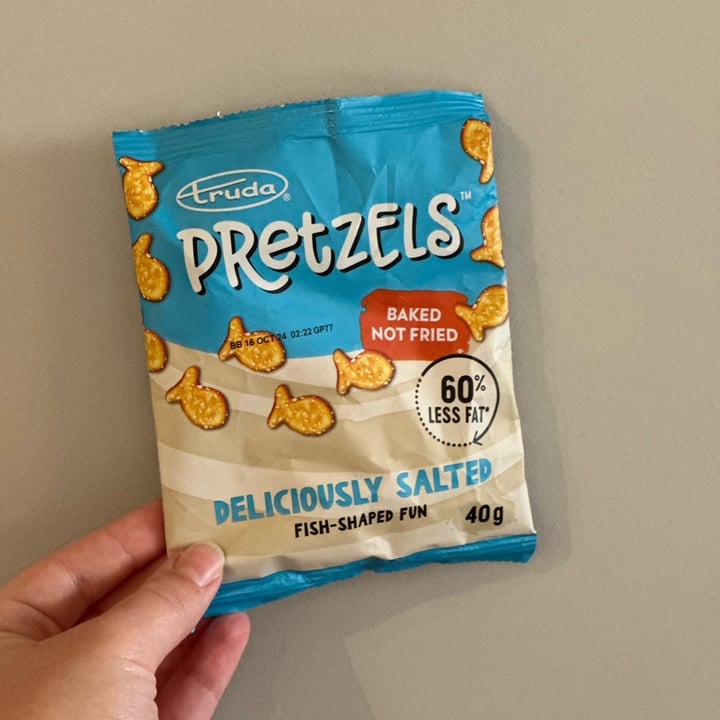 truda®
PRetZELS™
BAKED
NOT FRIED
BB 16 OCT 24 02:22 GP77
60%
LESS FAT*
DELICIOUSLY SALTED
FISH-SHAPED FUN
40g